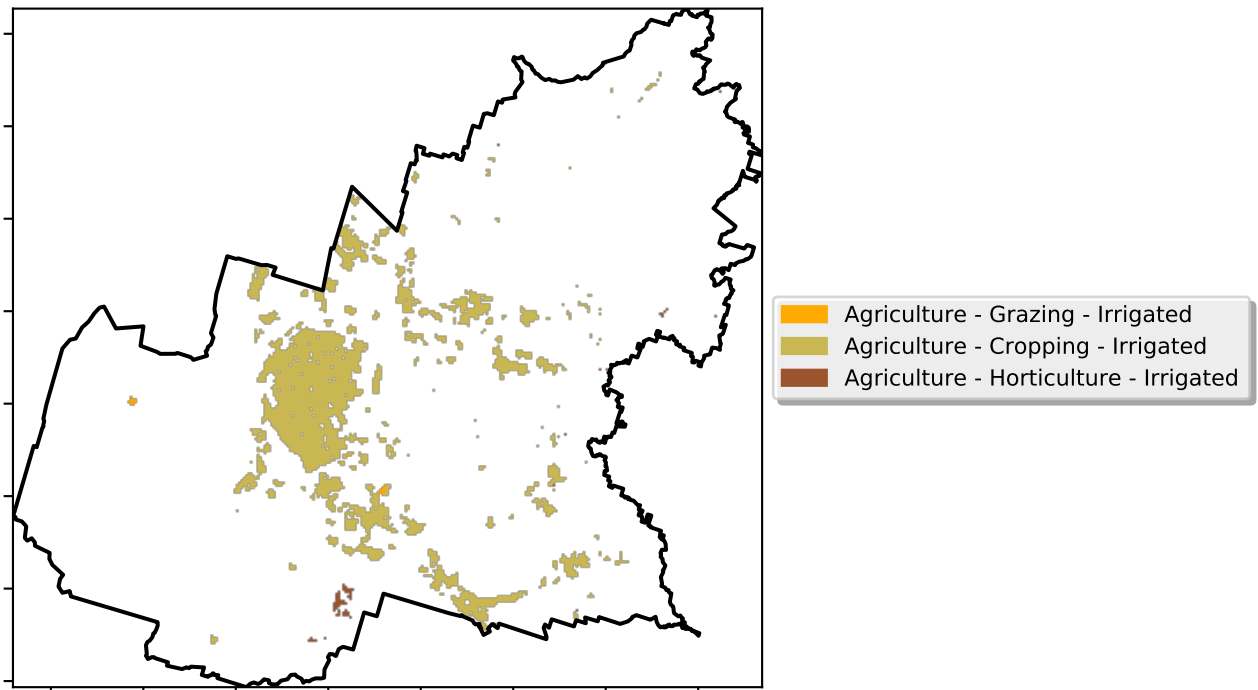 Agriculture - Grazing - Irrigated
Agriculture - Cropping - Irrigated
Agriculture - Horticulture - Irrigated